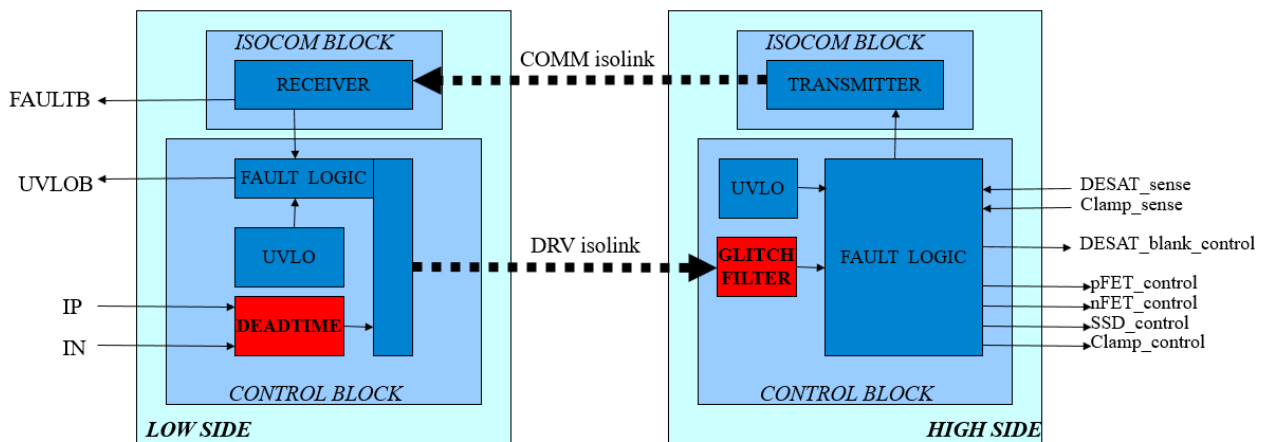 ISOCOM BLOCK
RECEIVER
FAULTB
UVLOB
FAULT LOGIC
UVLO
IP
IN
DEADTIME
CONTROL BLOCK
LOW SIDE
COMM isolink
DRV isolink
ISOCOM BLOCK
TRANSMITTER
UVLO
GLITCH
FILTER
FAULT LOGIC
DESAT_sense
Clamp_sense
DESAT_blank_control
pFET_control
nFET_control
SSD_control
Clamp_control
CONTROL BLOCK
HIGH SIDE